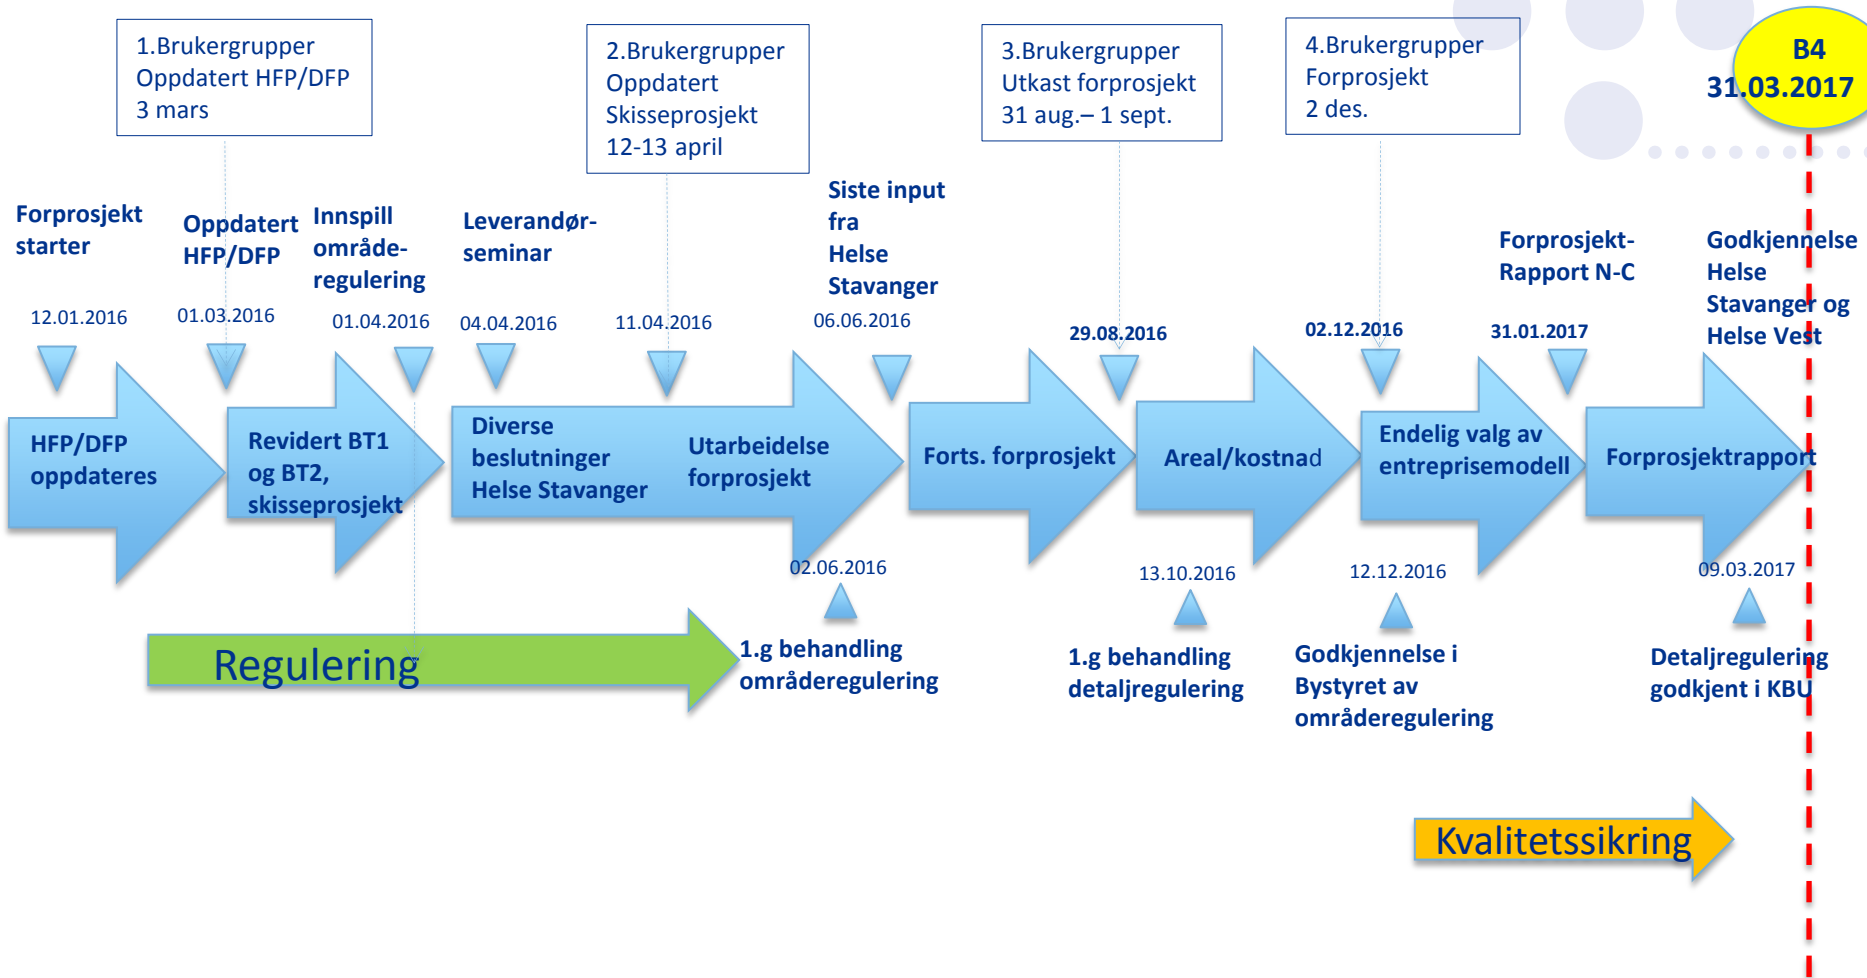 1.Brukergrupper
Oppdatert HFP/DFP
3 mars
2.Brukergrupper
Oppdatert
Skisseprosjekt
12-13 april
3.Brukergrupper
Utkast forprosjekt
31 aug.– 1 sept.
4.Brukergrupper
Forprosjekt
2 des.
B4
31.03.2017
Forprosjekt
starter
Oppdatert
HFP/DFP
Innspill
område-
regulering
Leverandør-
seminar
Siste input
fra
Helse
Stavanger
Forprosjekt-
Rapport N-C
Godkjennelse
Helse
Stavanger og
Helse Vest
12.01.2016
01.03.2016
01.04.2016
04.04.2016
11.04.2016
06.06.2016
29.08.2016
02.12.2016
31.01.2017
HFP/DFP
oppdateres
Revidert BT1
og BT2,
skisseprosjekt
Diverse
beslutninger
Helse Stavanger
Utarbeidelse
forprosjekt
Forts. forprosjekt
Areal/kostnad
Endelig valg av
entreprisemodell
Forprosjektrapport
02.06.2016
13.10.2016
12.12.2016
09.03.2017
Regulering
1.g behandling
områderegulering
1.g behandling
detaljregulering
Godkjennelse i
Bystyret av
områderegulering
Detaljregulering
godkjent i KBU
Kvalitetssikring